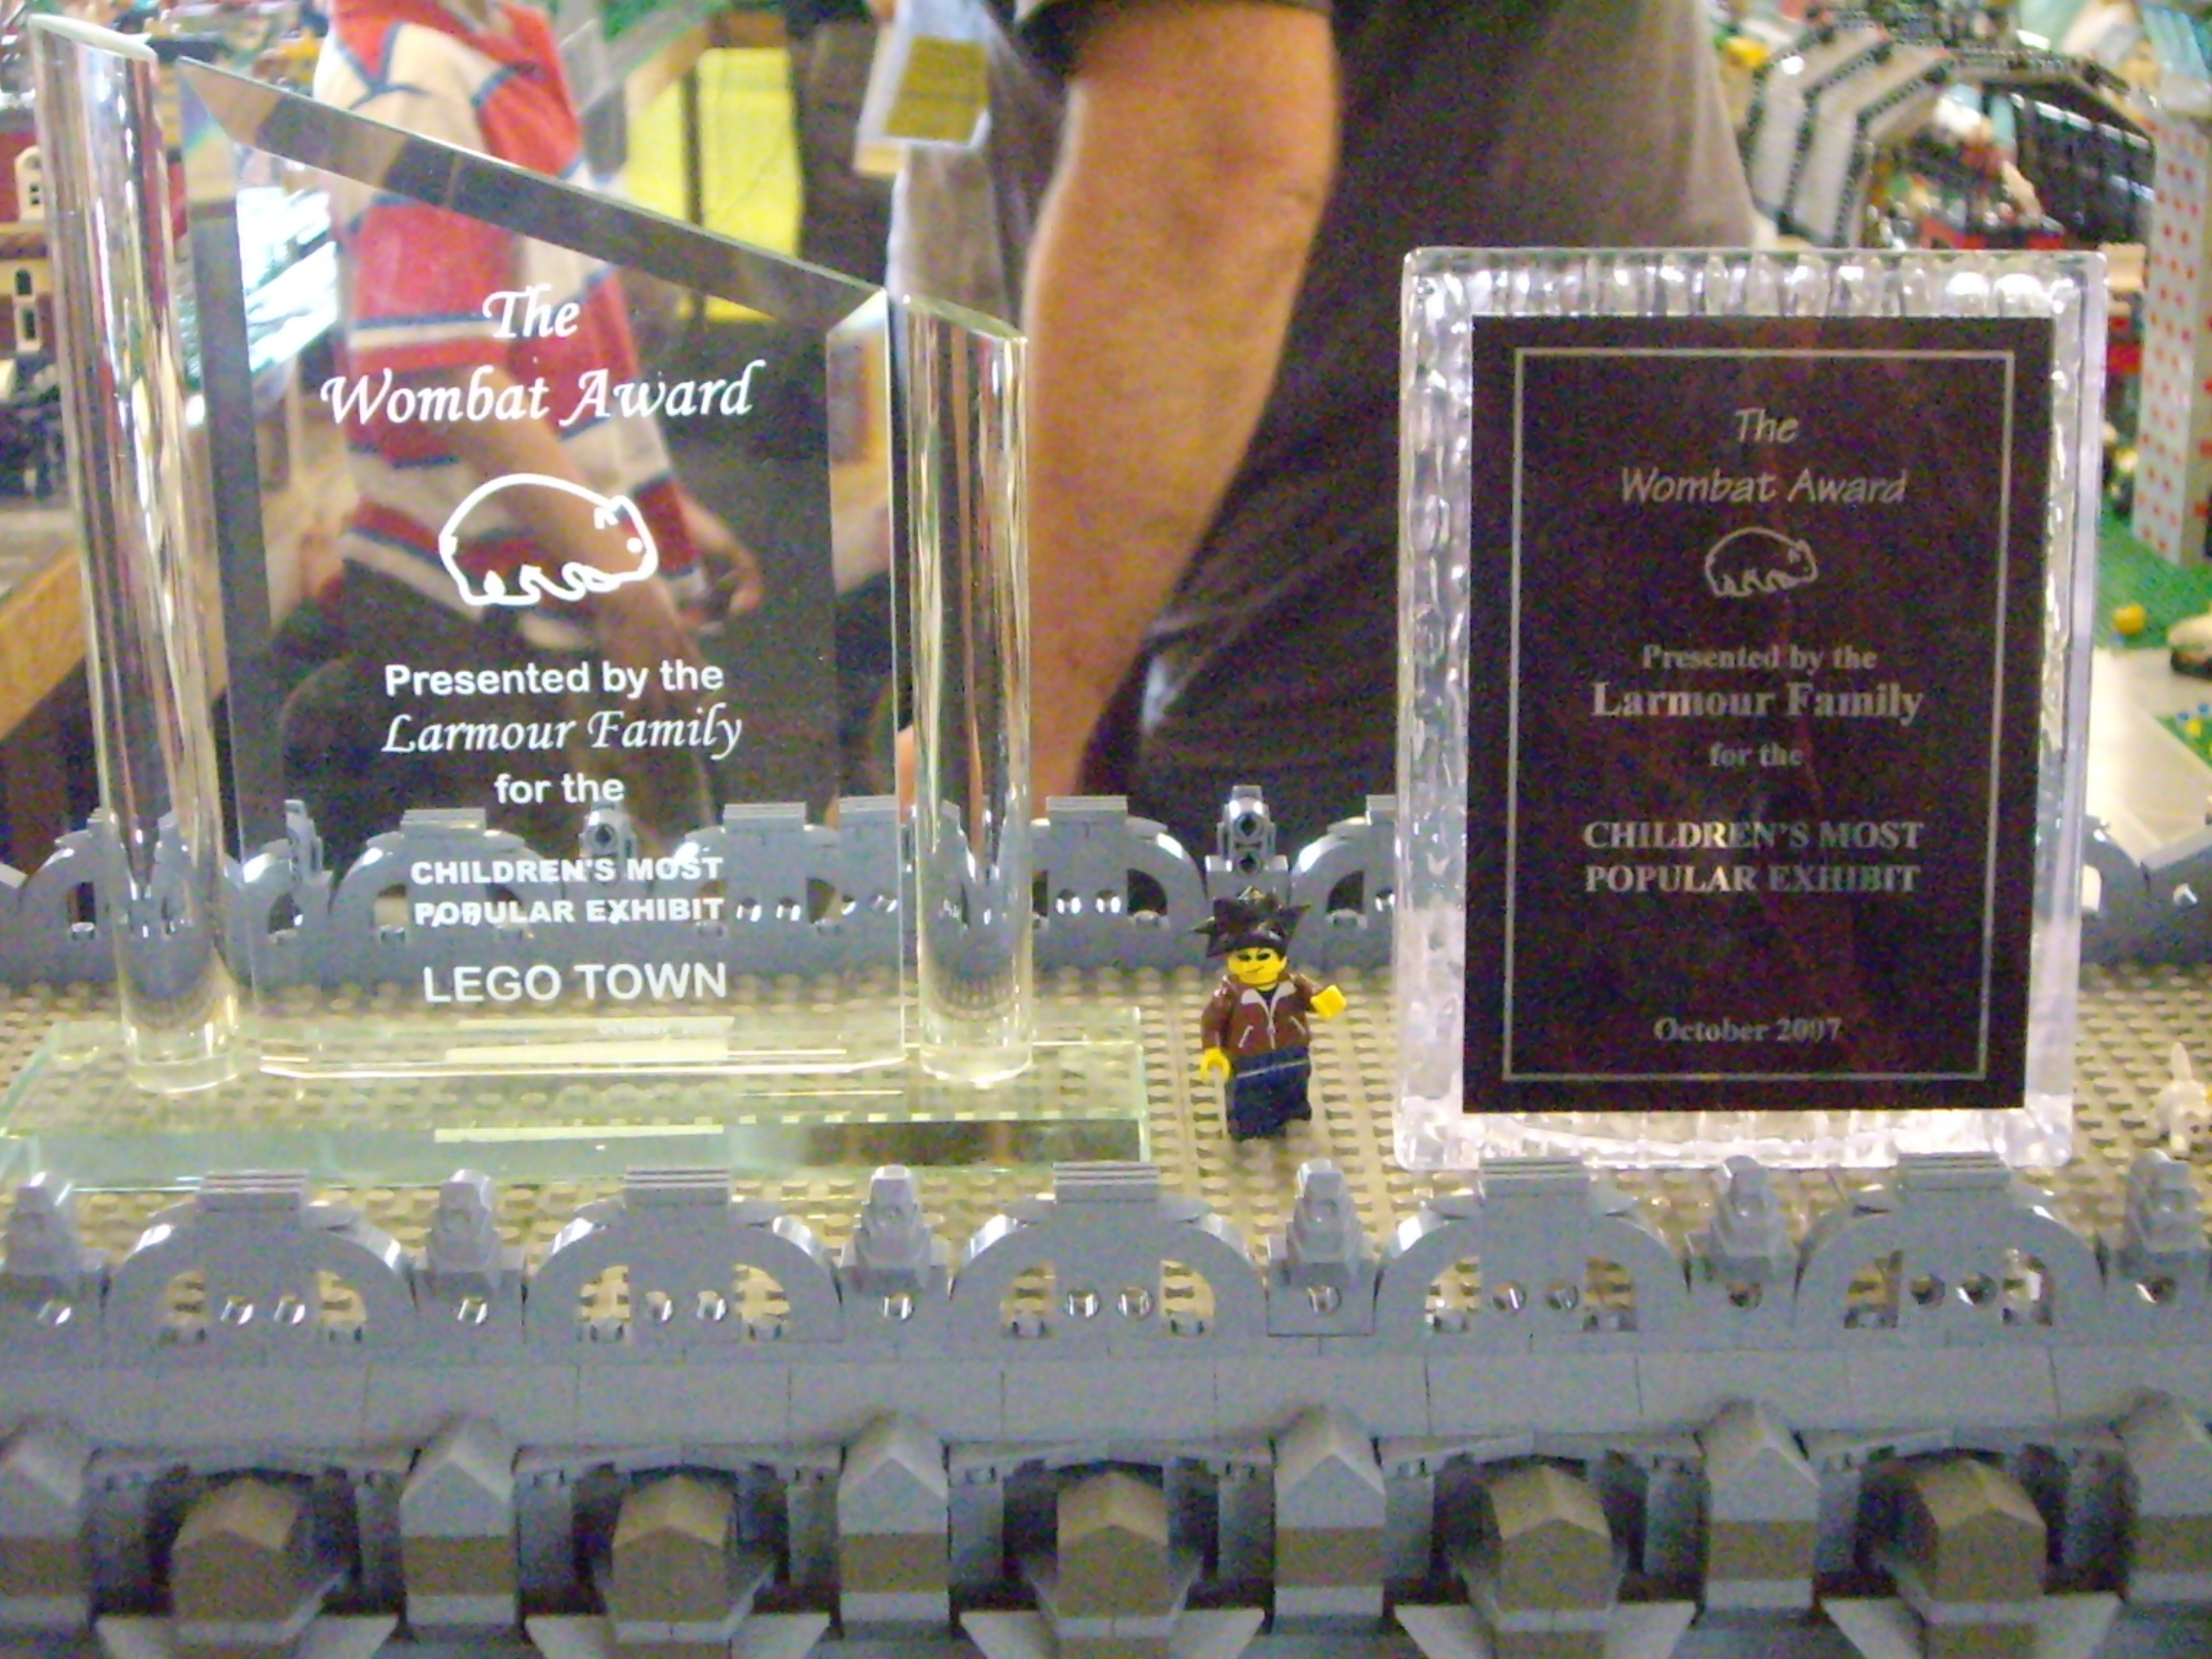 The
Wombat Award
Presented by the
Larmour Family
for the
CHILDREN'S MOST
POPULAR EXHIBIT
LEGO TOWN
October
The
Wombat Award
Presented by the
Larmour Family
for the
CHILDREN'S MOST
POPULAR EXHIBIT
October 2007